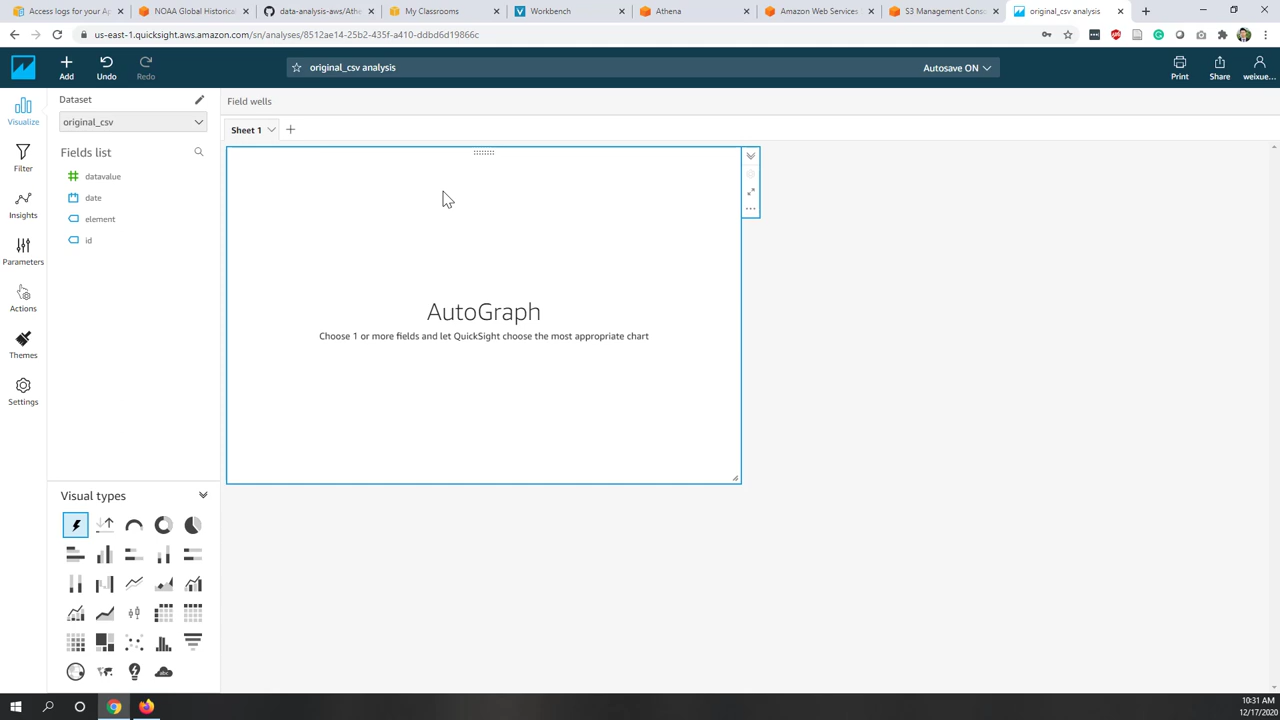 Access logs for your Ap
NOAA Global Historical
data-analysis-aws/Athe
My Classrooms
Workbench
Athena
Amazon Web Services
S3 Management Conso
original_csv analysis
us-east-1.quicksight.aws.amazon.com/sn/analyses/8512ae14-25b2-435f-a410-ddbd6d19866c
Add
Undo
Redo
original_csv analysis
Autosave ON
Print
Share
weixue...
Visualize
Filter
Insights
Parameters
Actions
Themes
Settings
Dataset
original_csv
Fields list
datavalue
date
element
id
Field wells
Sheet 1
AutoGraph
Choose 1 or more fields and let QuickSight choose the most appropriate chart
Visual types
abc
10:31 AM
12/17/2020